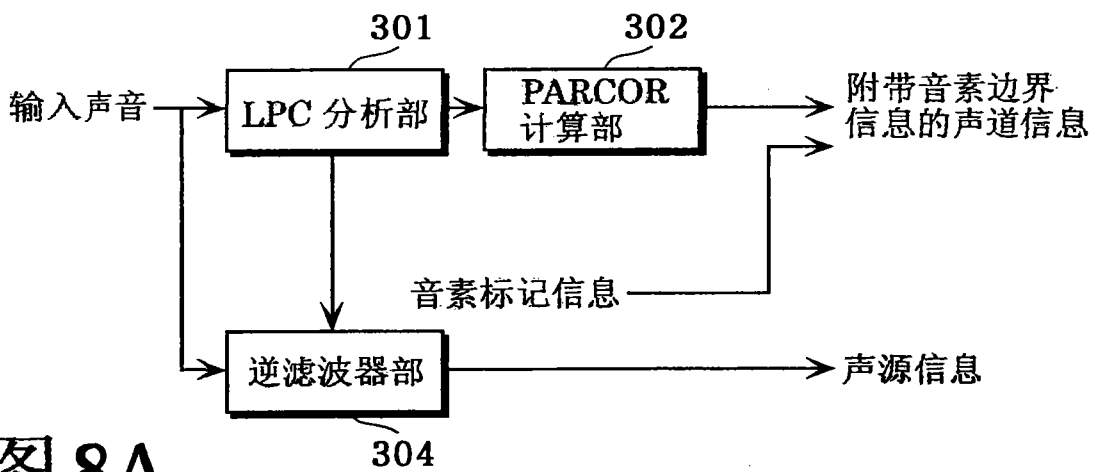 301
302
输入声音
LPC 分析部
PARCOR
计算部
附带音素边界
信息的声道信息
音素标记信息
逆滤波器部
声源信息
304
图 8A